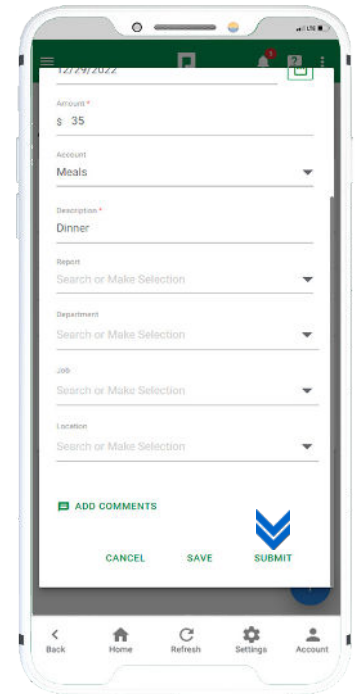 LTE
12/29/2022
Amount *
$ 35
Account
Meals
Description *
Dinner
Report
Search or Make Selection
Department
Search or Make Selection
Job
Search or Make Selection
Location
Search or Make Selection
ADD COMMENTS
CANCEL SAVE SUBMIT
Back Home Refresh Settings Account